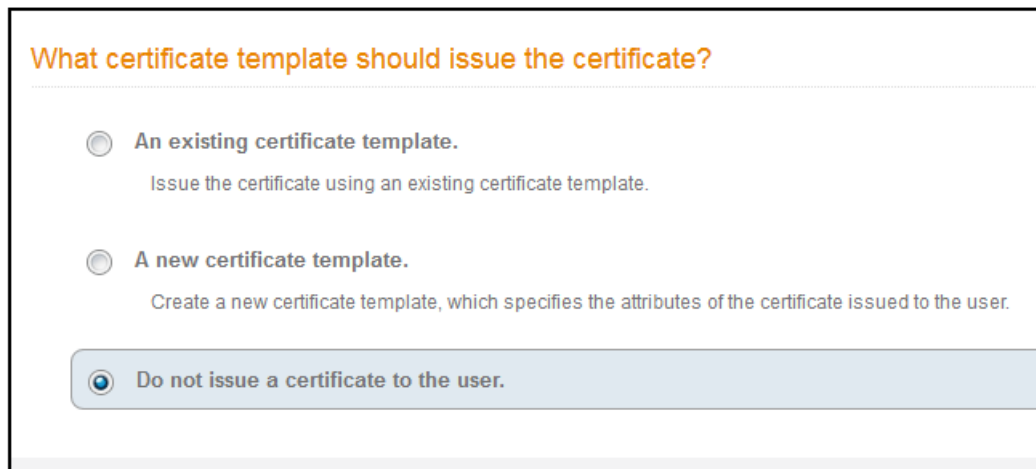 What certificate template should issue the certificate?
An existing certificate template.
Issue the certificate using an existing certificate template.
A new certificate template.
Create a new certificate template, which specifies the attributes of the certificate issued to the user.
Do not issue a certificate to the user.